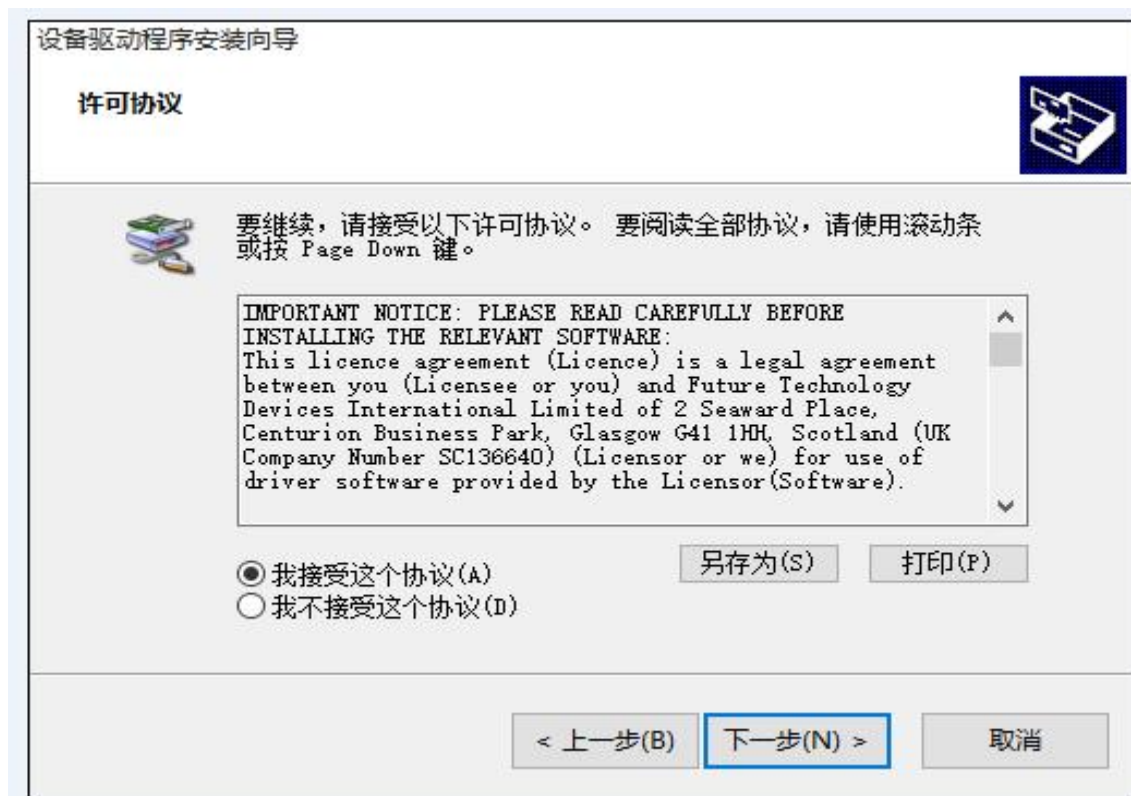 设备驱动程序安装向导
许可协议
要继续，请接受以下许可协议。 要阅读全部协议，请使用滚动条
或按 Page Down 键。
IMPORTANT NOTICE: PLEASE READ CAREFULLY BEFORE
INSTALLING THE RELEVANT SOFTWARE:
This licence agreement (Licence) is a legal agreement
between you (Licensee or you) and Future Technology
Devices International Limited of 2 Seaward Place,
Centurion Business Park, Glasgow G41 1HH, Scotland (UK
Company Number SC136640) (Licensor or we) for use of
driver software provided by the Licensor(Software).
我接受这个协议(A)
另存为(S)
打印(P)
我不接受这个协议(D)
< 上一步(B)
下一步(N) >
取消